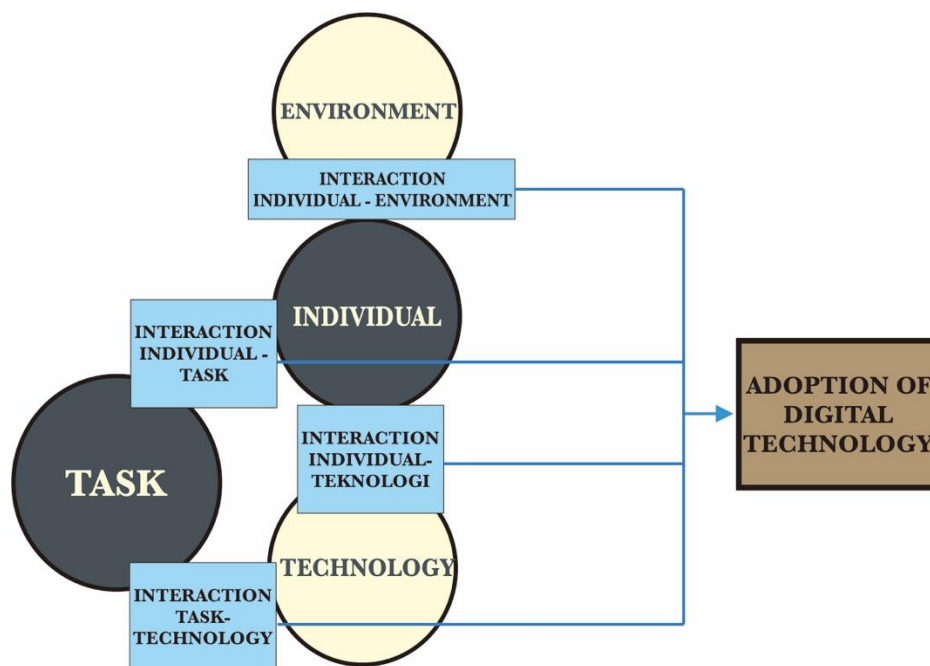 ENVIRONMENT
INTERACTION
INDIVIDUAL - ENVIRONMENT
INDIVIDUAL
INTERACTION
INDIVIDUAL -
TASK
ADOPTION OF
DIGITAL
TECHNOLOGY
INTERACTION
INDIVIDUAL-
TEKNOLOGI
TASK
TECHNOLOGY
INTERACTION
TASK-
TECHNOLOGY